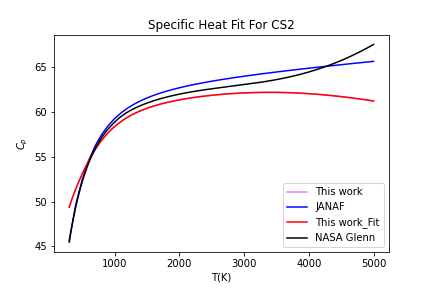 Specific Heat Fit For CS2
65
60
55
50
45
C_p
1000
2000
3000
4000
5000
T(K)
This work
JANAF
This work_Fit
NASA Glenn